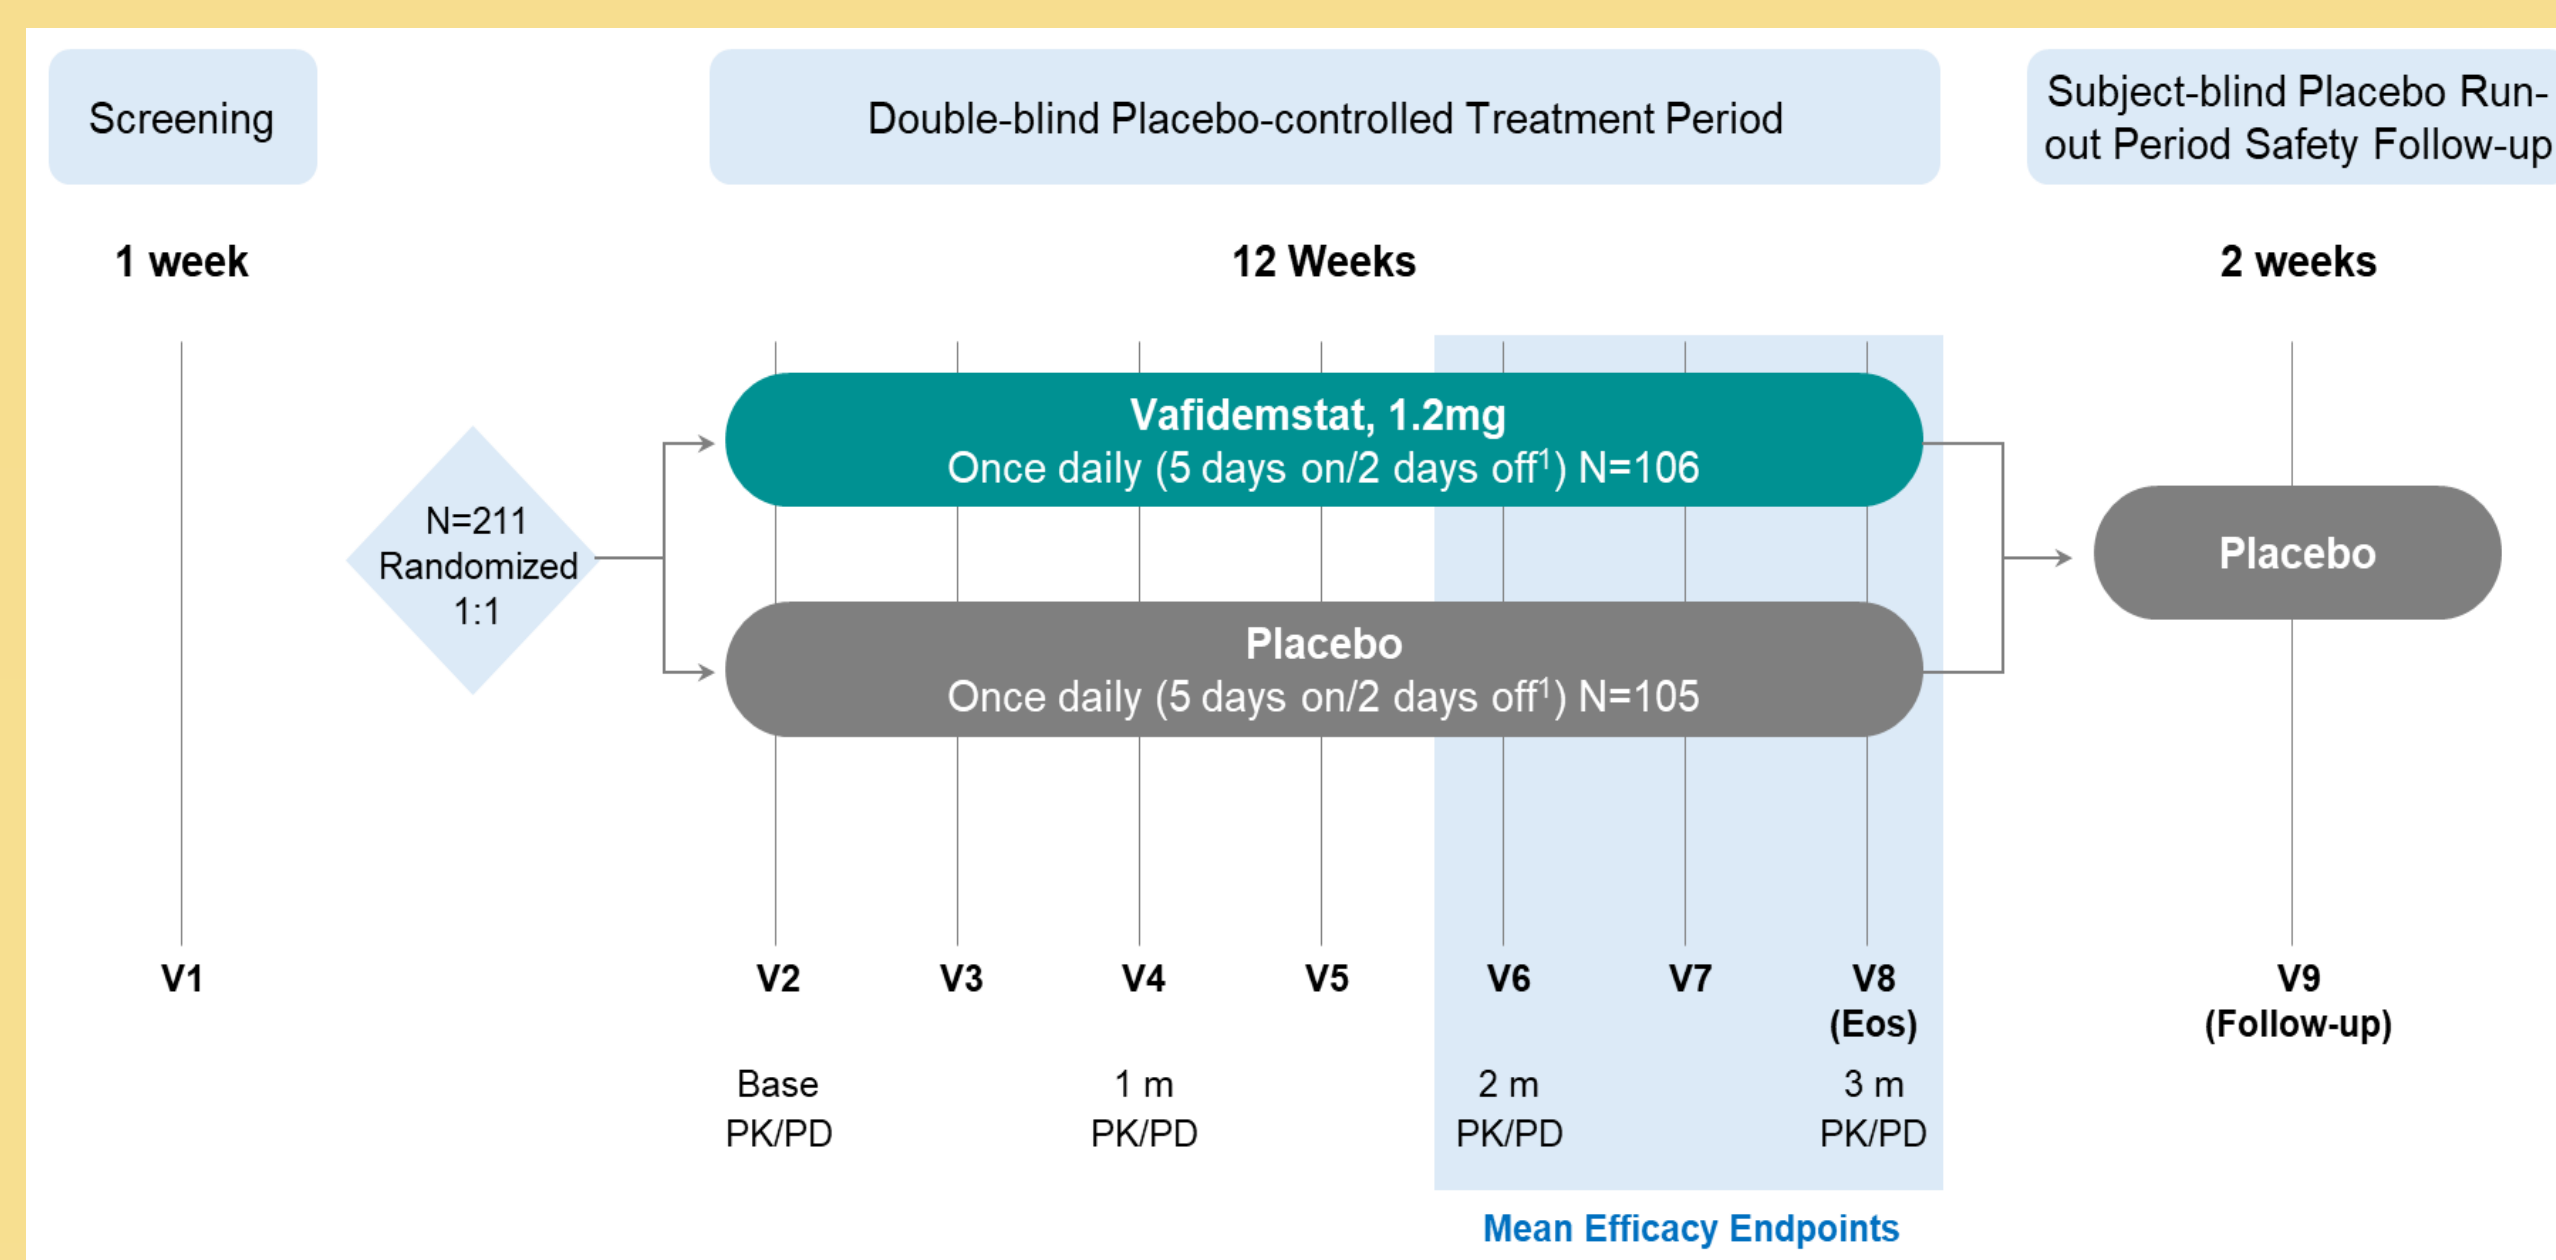 Screening
Double-blind Placebo-controlled Treatment Period
Subject-blind Placebo Run-
out Period Safety Follow-up
1 week
12 Weeks
2 weeks
Vafidemstat, 1.2mg
Once daily (5 days on/2 days off¹) N=106
N=211
Randomized
1:1
Placebo
Placebo
Once daily (5 days on/2 days off¹) N=105
V1
V2
V3
V4
V5
V6
V7
V8
(Eos)
V9
(Follow-up)
Base
PK/PD
1 m
PK/PD
2 m
PK/PD
3 m
PK/PD
Mean Efficacy Endpoints